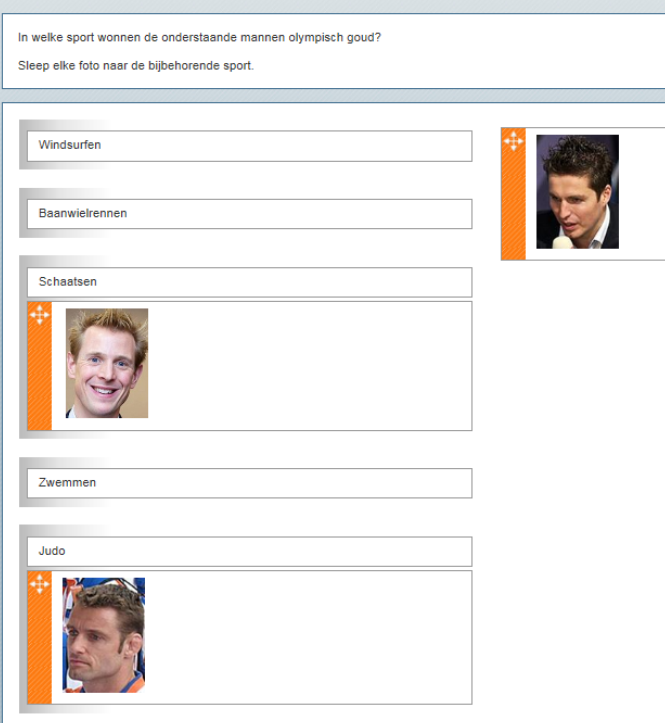 In welke sport wonnen de onderstaande mannen olympisch goud?
Sleep elke foto naar de bijbehorende sport.
Windsurfen
Baanwielrennen
Schaatsen
Zwemmen
Judo